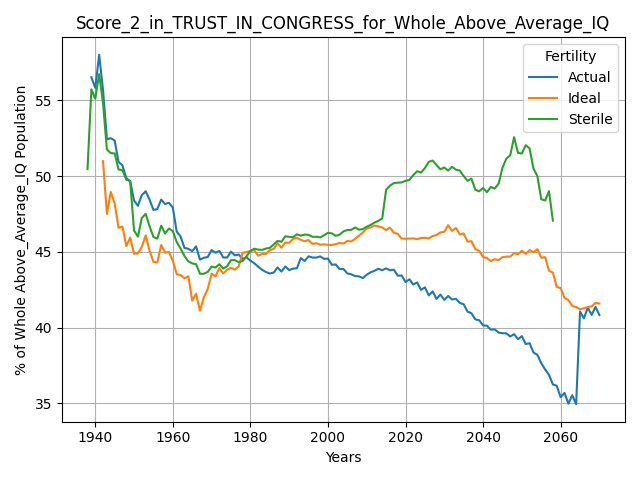 Score_2_in_TRUST_IN_CONGRESS_for_Whole_Above_Average_IQ
% of Whole Above_Average_IQ Population
55
50
45
40
35
Fertility
Actual
Ideal
Sterile
1940 1960 1980 2000 2020 2040 2060
Years